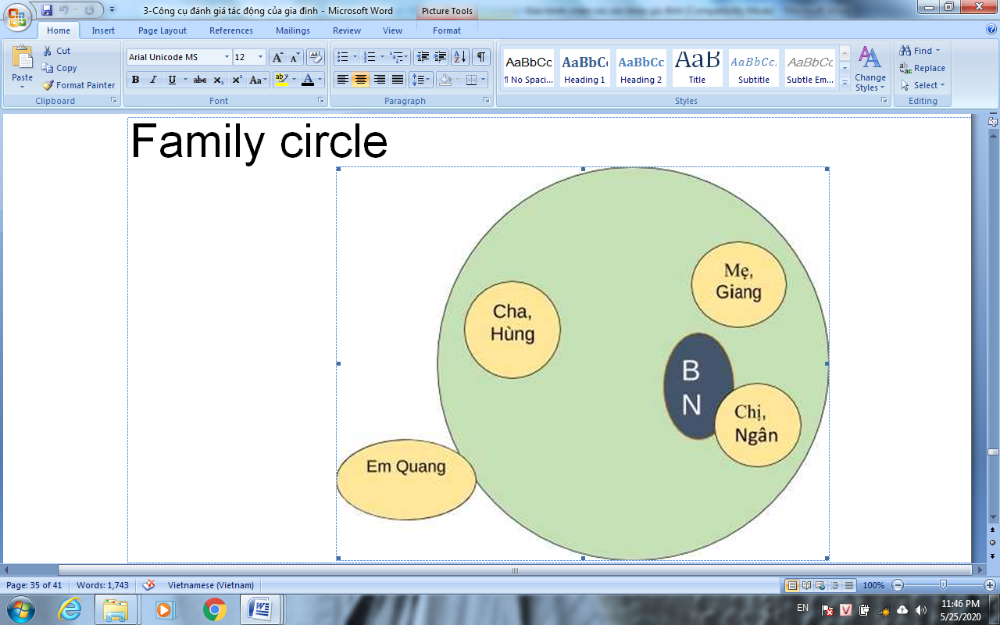 3-Công cụ đánh giá tác động của gia đình - Microsoft Word
Picture Tools
Home
Insert
Page Layout
References
Mailings
Review
View
Format
Paste
Cut
Copy
Format Painter
Clipboard
Arial Unicode MS
12
B I U abc x₂ x² Aa
Font
Paragraph
AaBbCc
¶ No Spaci...
AaBbCc
Heading 1
AaBbCc
Heading 2
AaB
Title
AaBbCc.
Subtitle
AaBbCc
Subtle Em...
Change
Styles
Styles
Find
Replace
Select
Editing
Family circle
Mẹ,
Giang
Cha,
Hùng
B
N
Chị,
Ngân
Em Quang
Page: 35 of 41
Words: 1,743
Vietnamese (Vietnam)
100%
EN
11:46 PM
5/25/2020